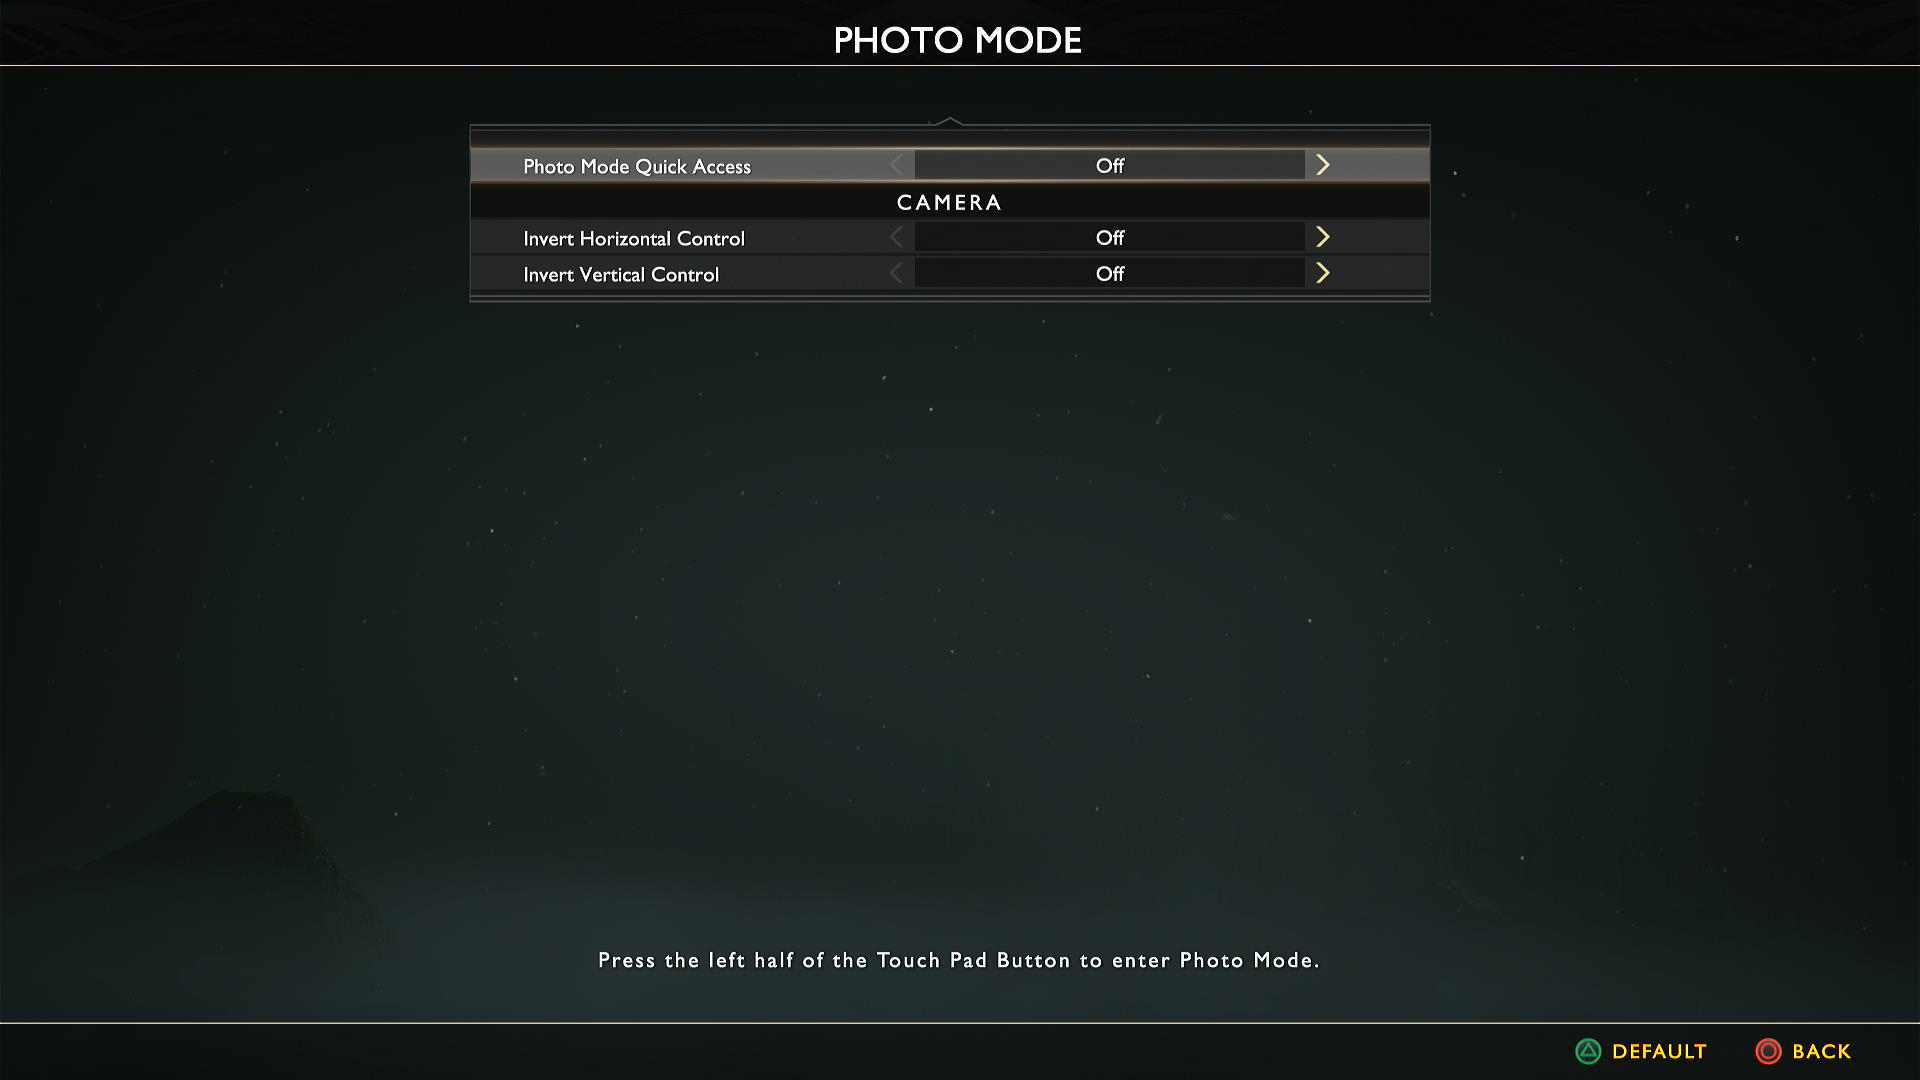 PHOTO MODE
Photo Mode Quick Access Off
CAMERA
Invert Horizontal Control Off
Invert Vertical Control Off
Press the left half of the Touch Pad Button to enter Photo Mode.
DEFAULT BACK